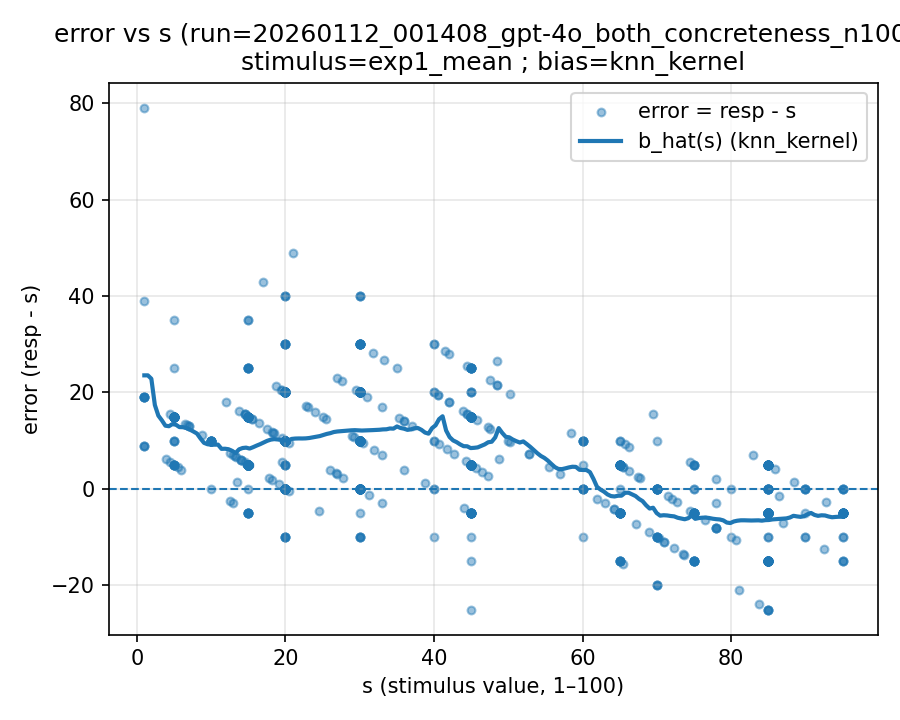 error vs s (run=20260112_001408_gpt-4o_both_concreteness_n100
stimulus=exp1_mean ; bias=knn_kernel
error = resp - s
b_hat(s) (knn_kernel)
error (resp - s)
80
60
40
20
0
−20
0
20
40
60
80
s (stimulus value, 1–100)